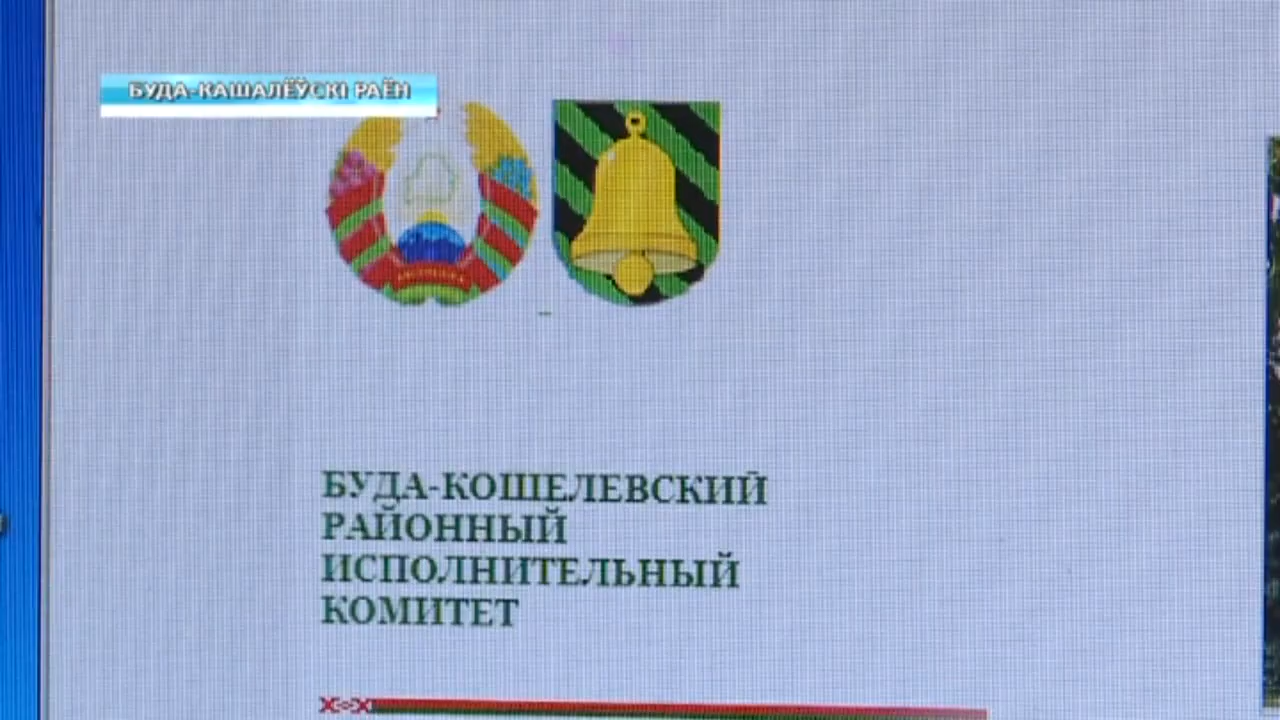 БУДА-КАШАЛЁЎСКІ РАЁН
БУДА-КОШЕЛЕВСКИЙ
РАЙОННЫЙ
ИСПОЛНИТЕЛЬНЫЙ
КОМИТЕТ